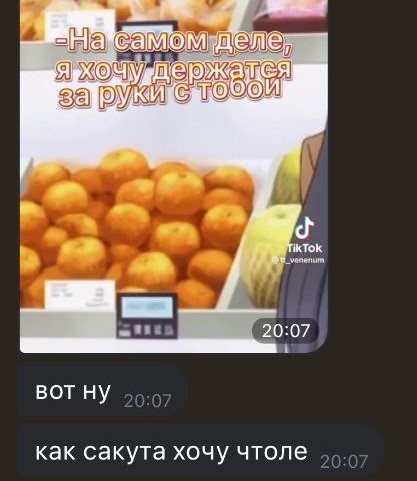 -На самом деле,
я хочу держатся
за руки с тобой
TikTok
@tt_venenum
20:07
вот ну 20:07
как сакута хочу чтоле 20:07